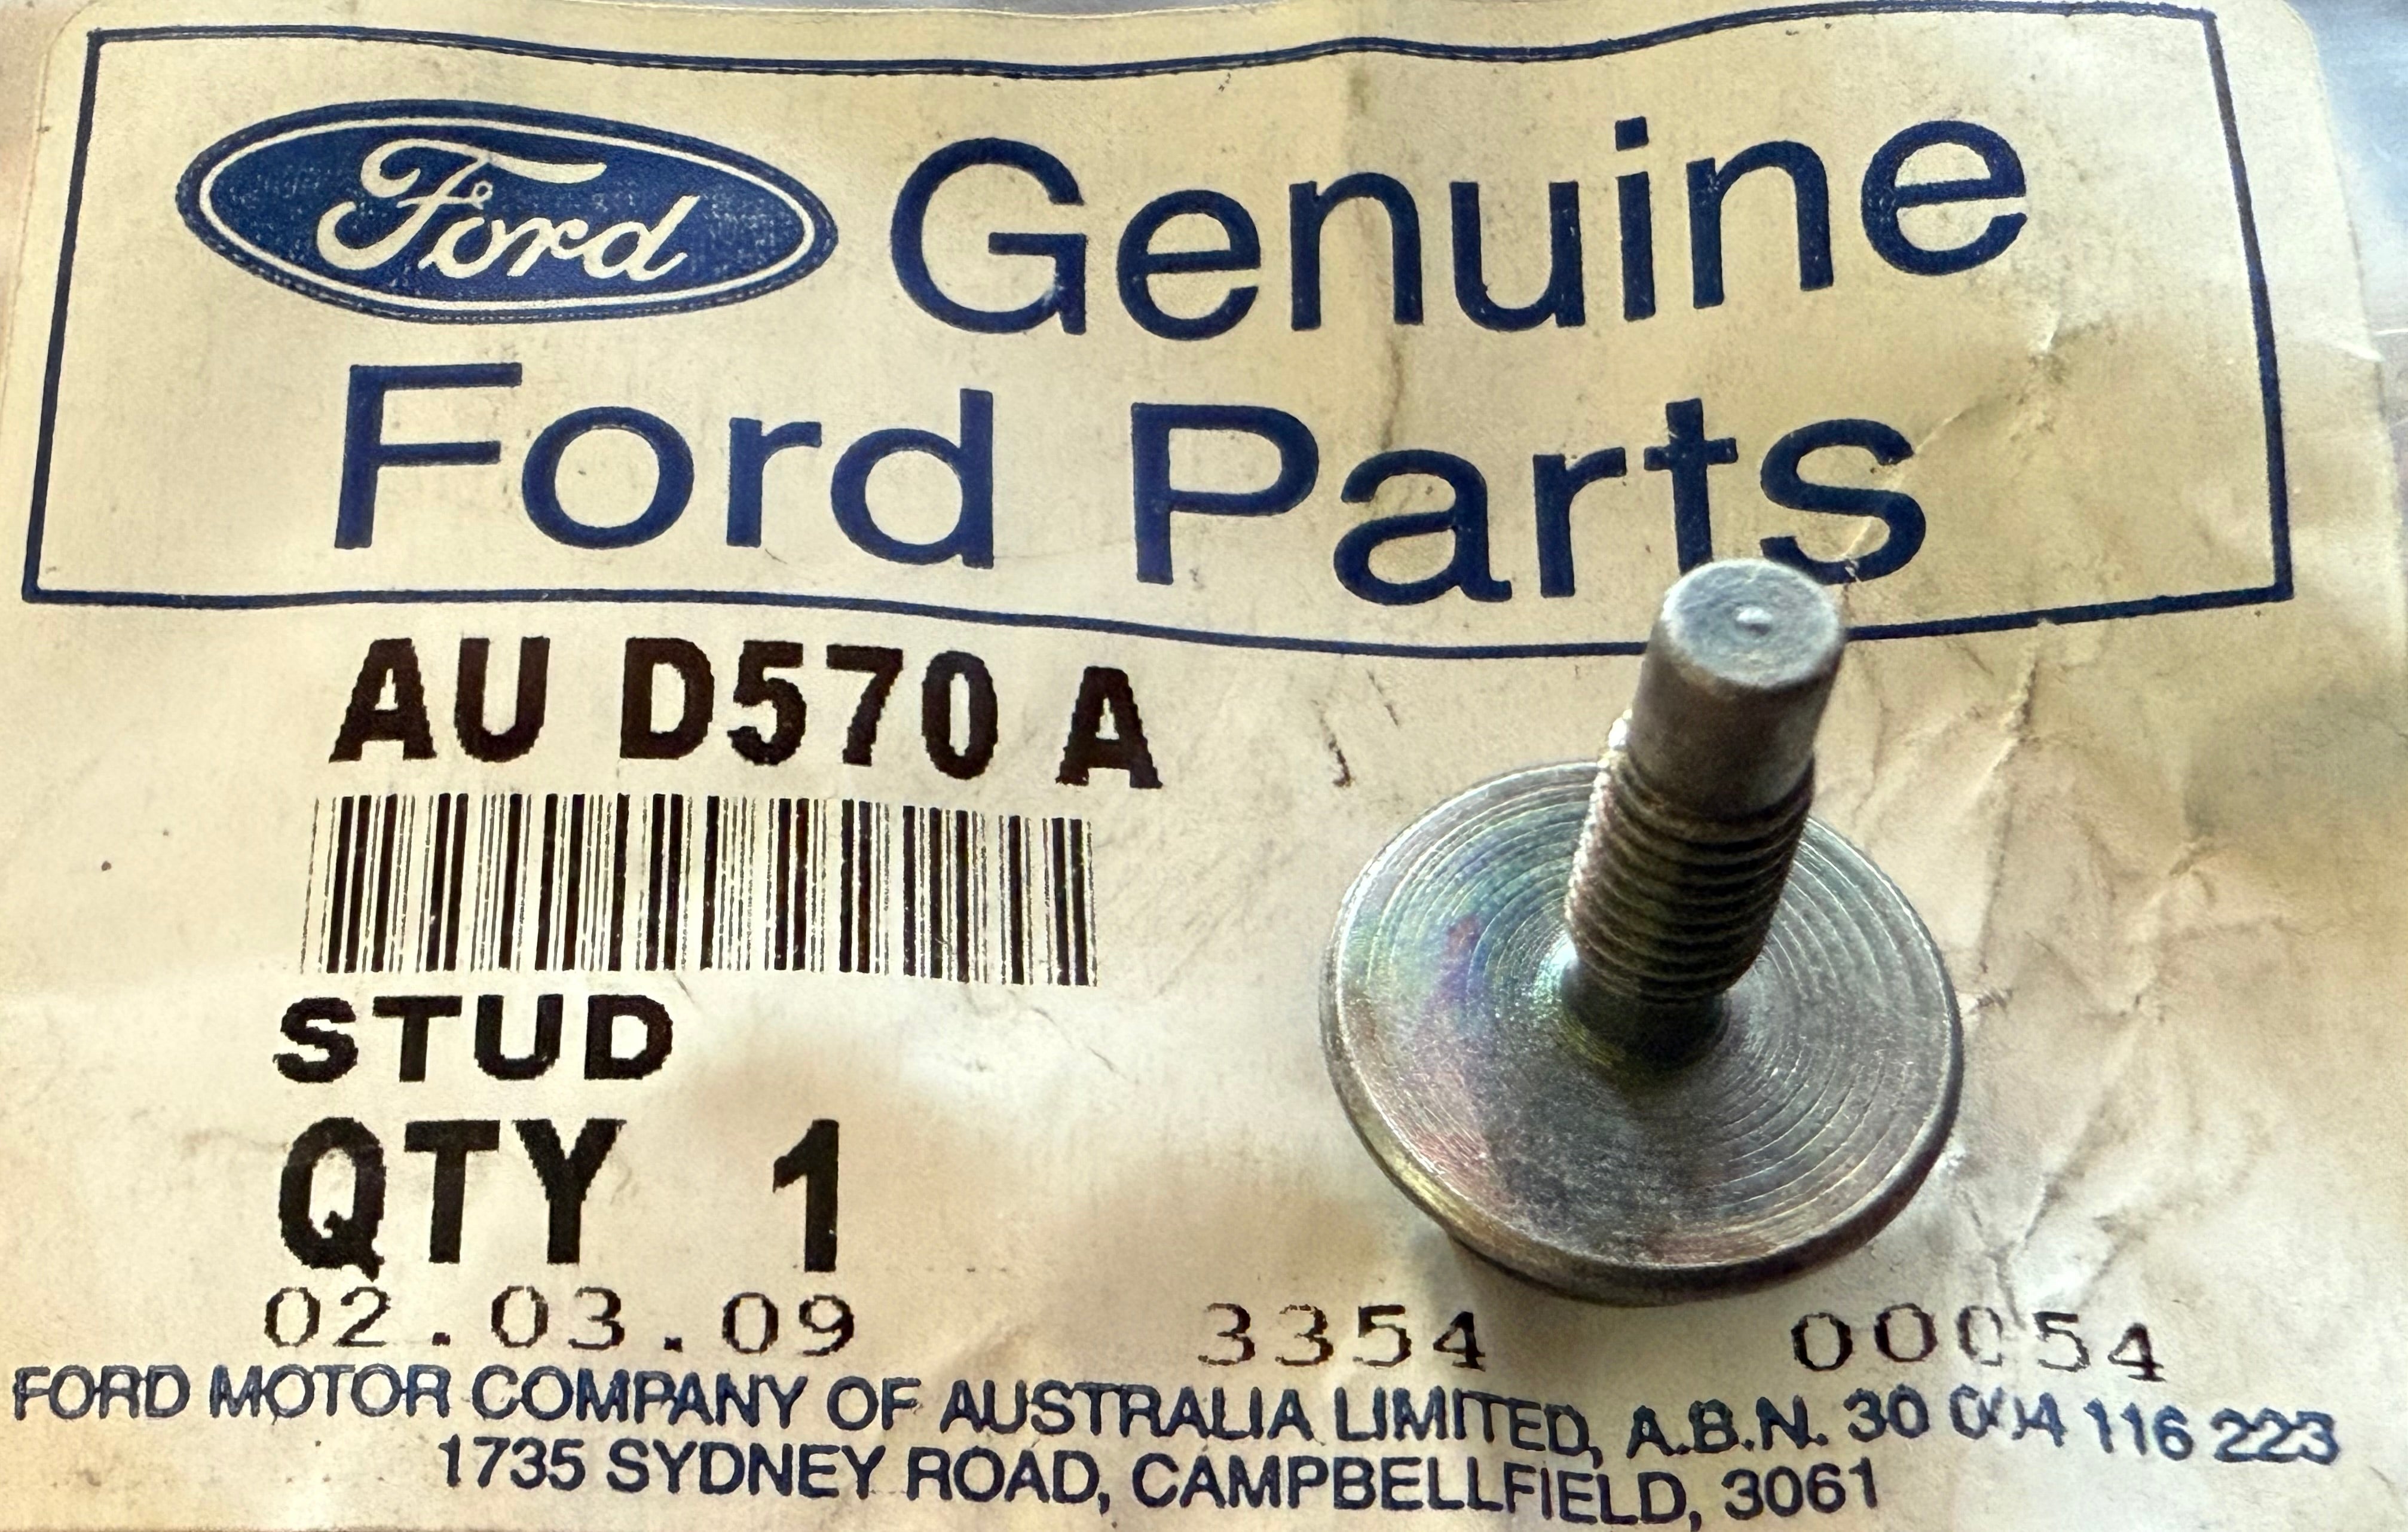 Ford Genuine
Ford Parts
AU D570 A
STUD
QTY 1
02.03.09 3354 00054
FORD MOTOR COMPANY OF AUSTRALIA LIMITED, A.B.N. 30 004 116 223
1735 SYDNEY ROAD, CAMPBELLFIELD, 3061